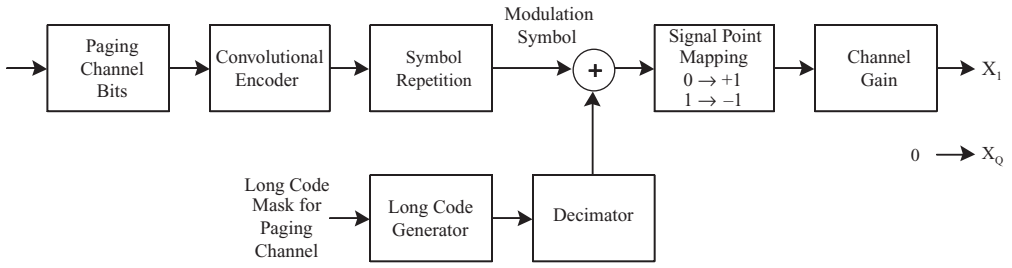 Paging
Channel
Bits
Convolutional
Encoder
Symbol
Repetition
Modulation
Symbol
+
Signal Point
Mapping
0 → +1
1 → –1
Channel
Gain
X1
0
XQ
Long Code
Mask for
Paging
Channel
Long Code
Generator
Decimator